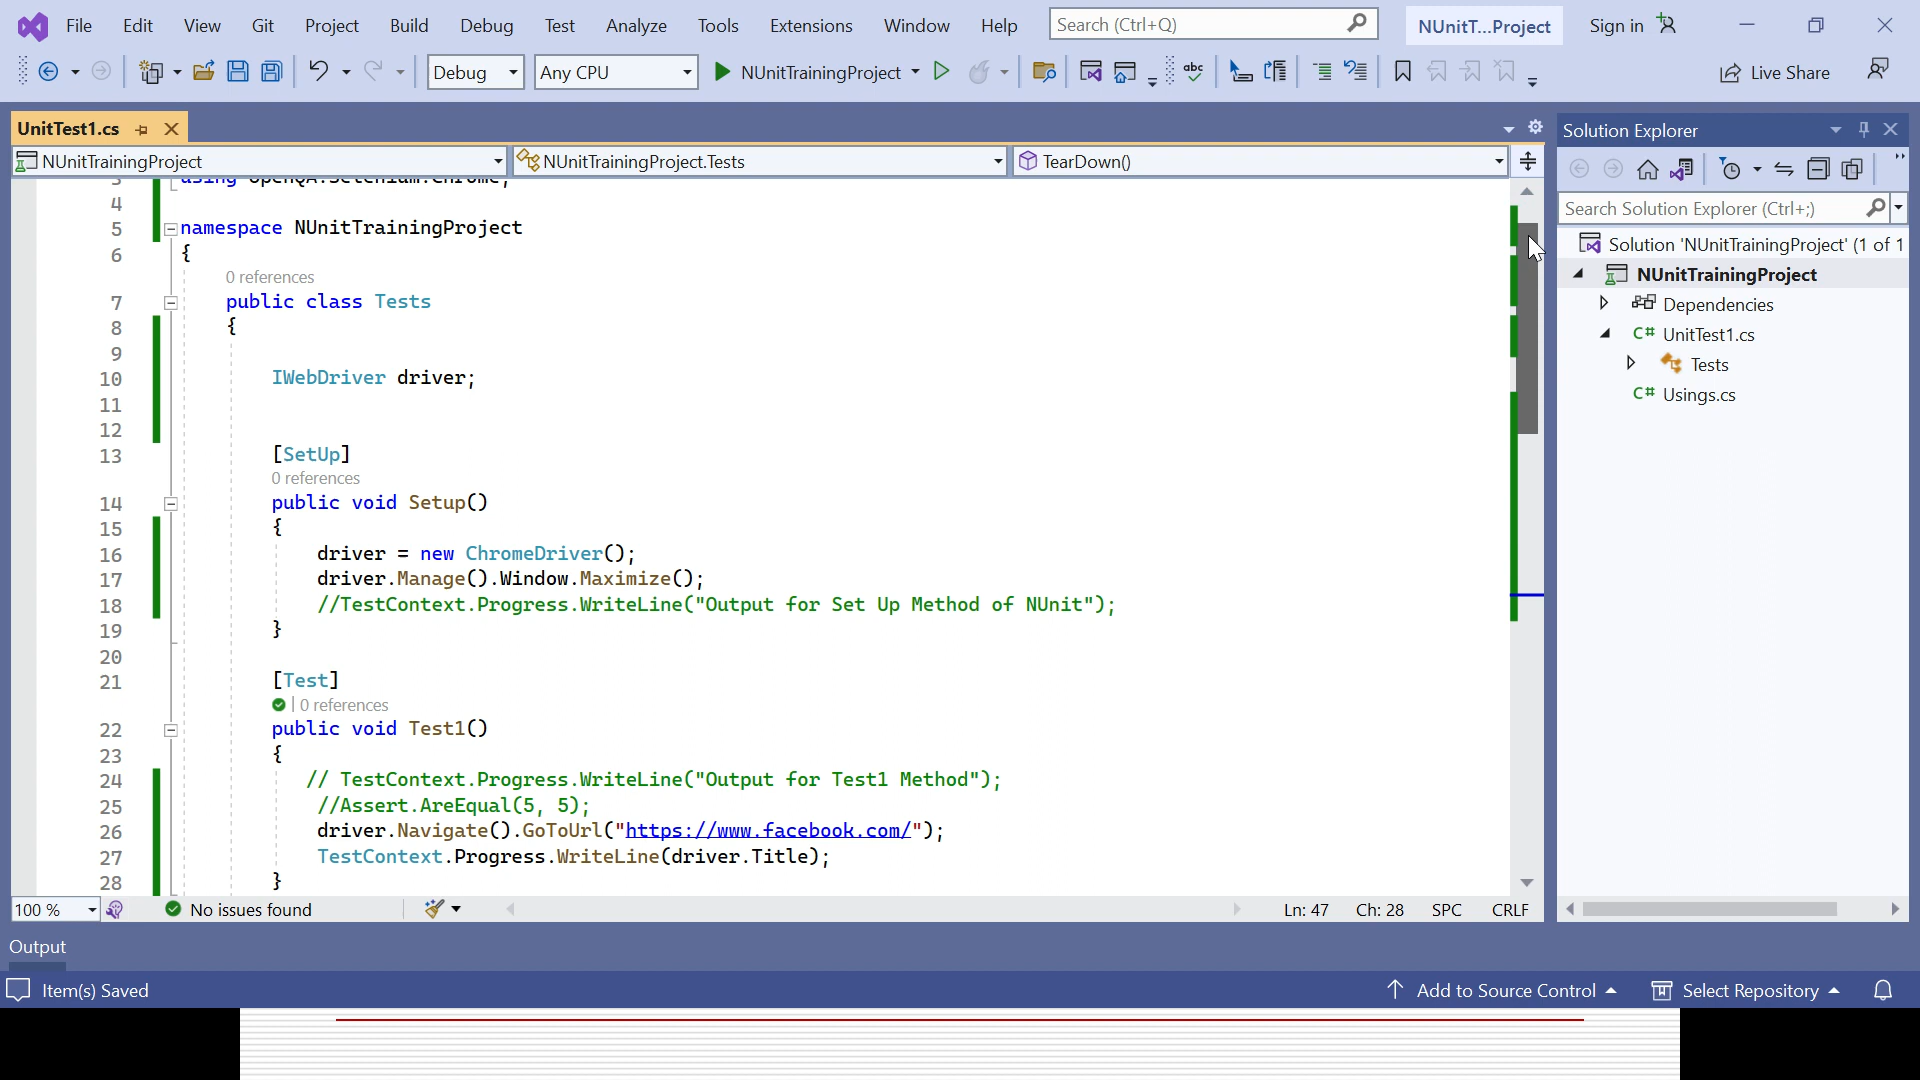 File Edit View Git Project Build Debug Test Analyze Tools Extensions Window Help Search (Ctrl+Q) NUnitT...Project Sign in
Debug Any CPU NUnitTrainingProject abc Live Share
UnitTest1.cs Solution Explorer
NUnitTrainingProject NUnitTrainingProject.Tests TearDown()
3 using OpenQA.Selenium.Chrome;
4
5 namespace NUnitTrainingProject
6 {
0 references
7 public class Tests
8 {
9
10 IWebDriver driver;
11
12
13 [SetUp]
0 references
14 public void Setup()
15 {
16 driver = new ChromeDriver();
17 driver.Manage().Window.Maximize();
18 //TestContext.Progress.WriteLine("Output for Set Up Method of NUnit");
19 }
20
21 [Test]
0 references
22 public void Test1()
23 {
24 // TestContext.Progress.WriteLine("Output for Test1 Method");
25 //Assert.AreEqual(5, 5);
26 driver.Navigate().GoToUrl("https://www.facebook.com/");
27 TestContext.Progress.WriteLine(driver.Title);
28 }
100 % No issues found Ln: 47 Ch: 28 SPC CRLF
Search Solution Explorer (Ctrl+;)
Solution 'NUnitTrainingProject' (1 of 1
NUnitTrainingProject
Dependencies
C# UnitTest1.cs
Tests
C# Usings.cs
Output
Item(s) Saved Add to Source Control Select Repository